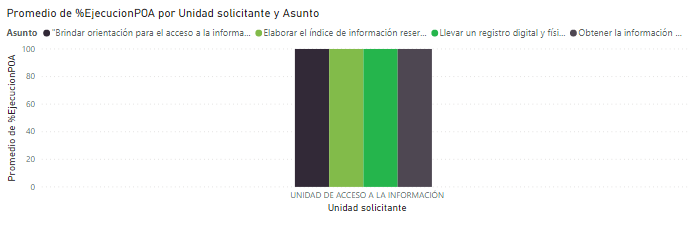 Promedio de %EjecucionPOA por Unidad solicitante y Asunto
Asunto "Brindar orientación para el acceso a la informa... Elaborar el índice de información reser... Llevar un registro digital y físi... Obtener la información ...
Promedio de %EjecucionPOA
100
80
60
40
20
0
UNIDAD DE ACCESO A LA INFORMACIÓN
Unidad solicitante